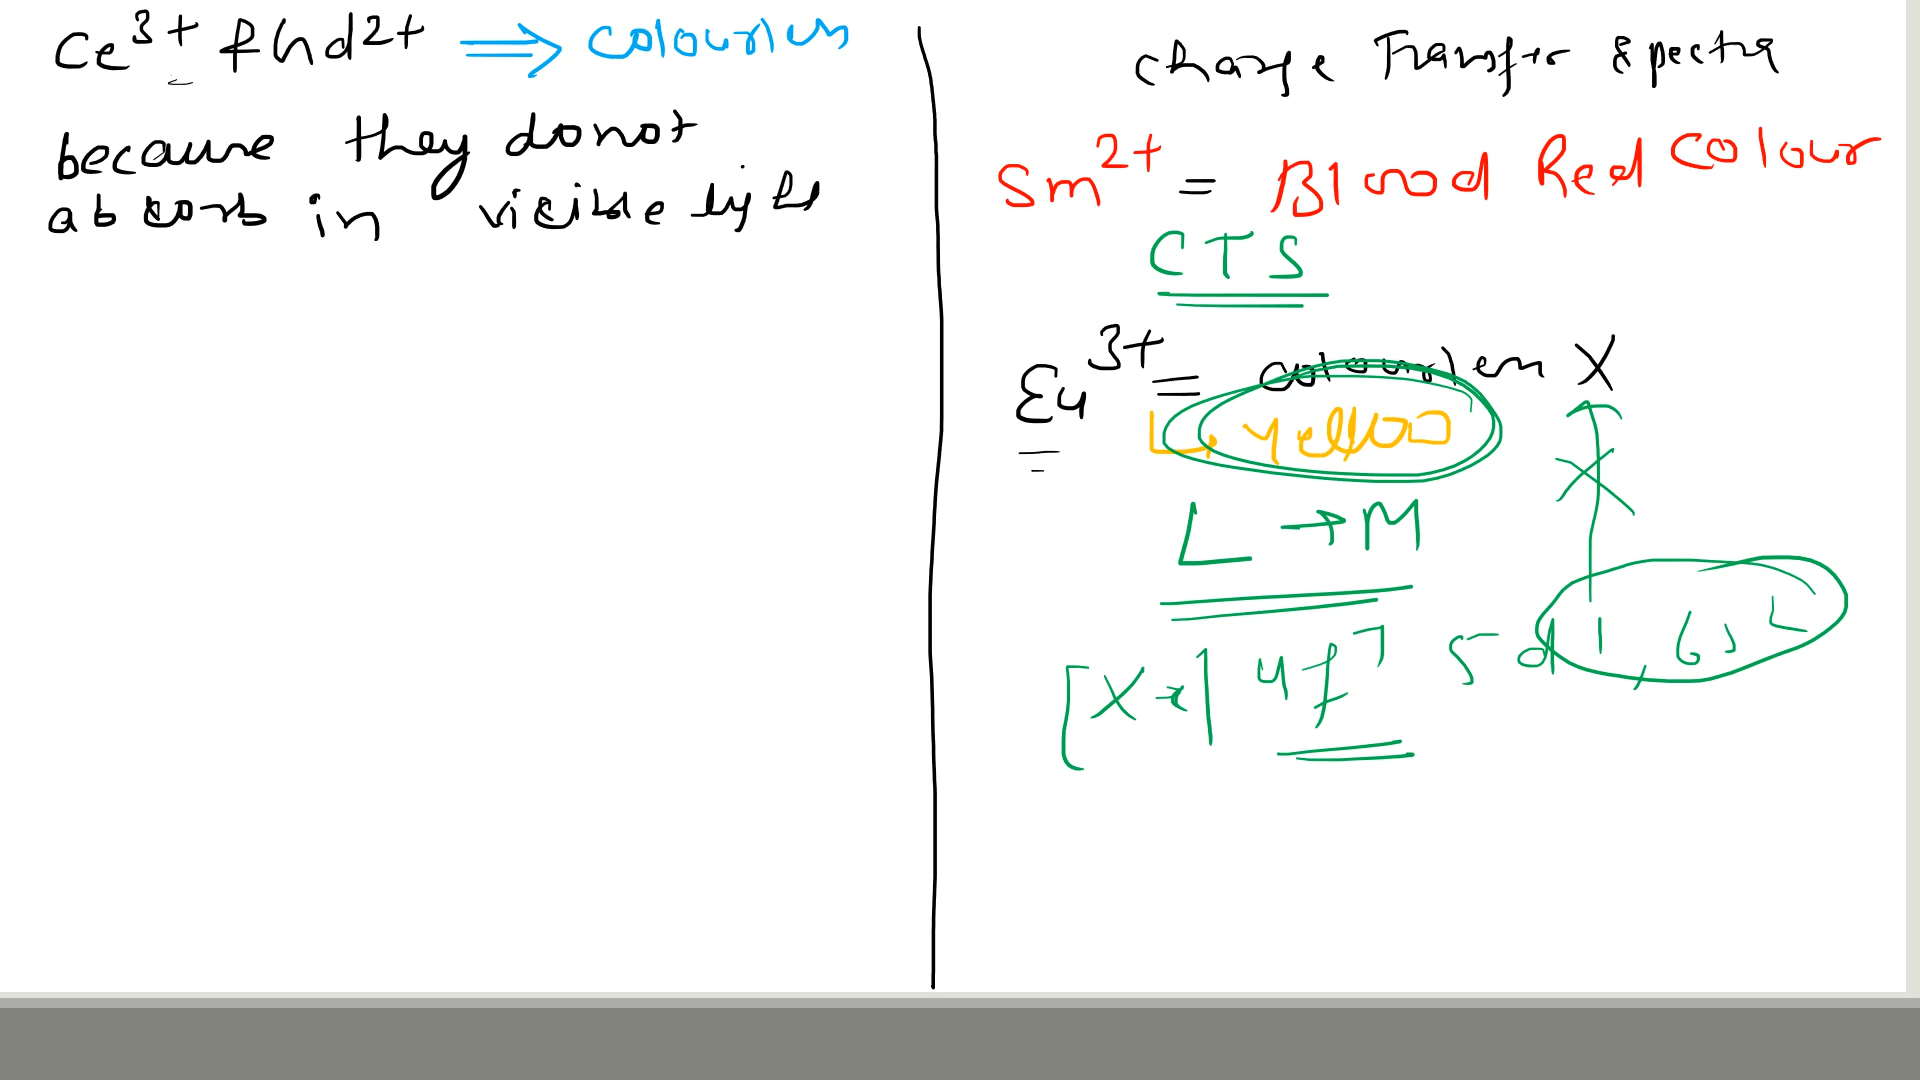 Ce³⁺ & hd²⁺ ⇒ colourless
because they donot
absorb in visible light
Charge Transfer Spectra
Sm²⁺ = Blood Red Colour
CTS
Eu³⁺ = colourless X
↳ yellow
L → M
[Xe] 4f⁷ 5d¹, 6s²